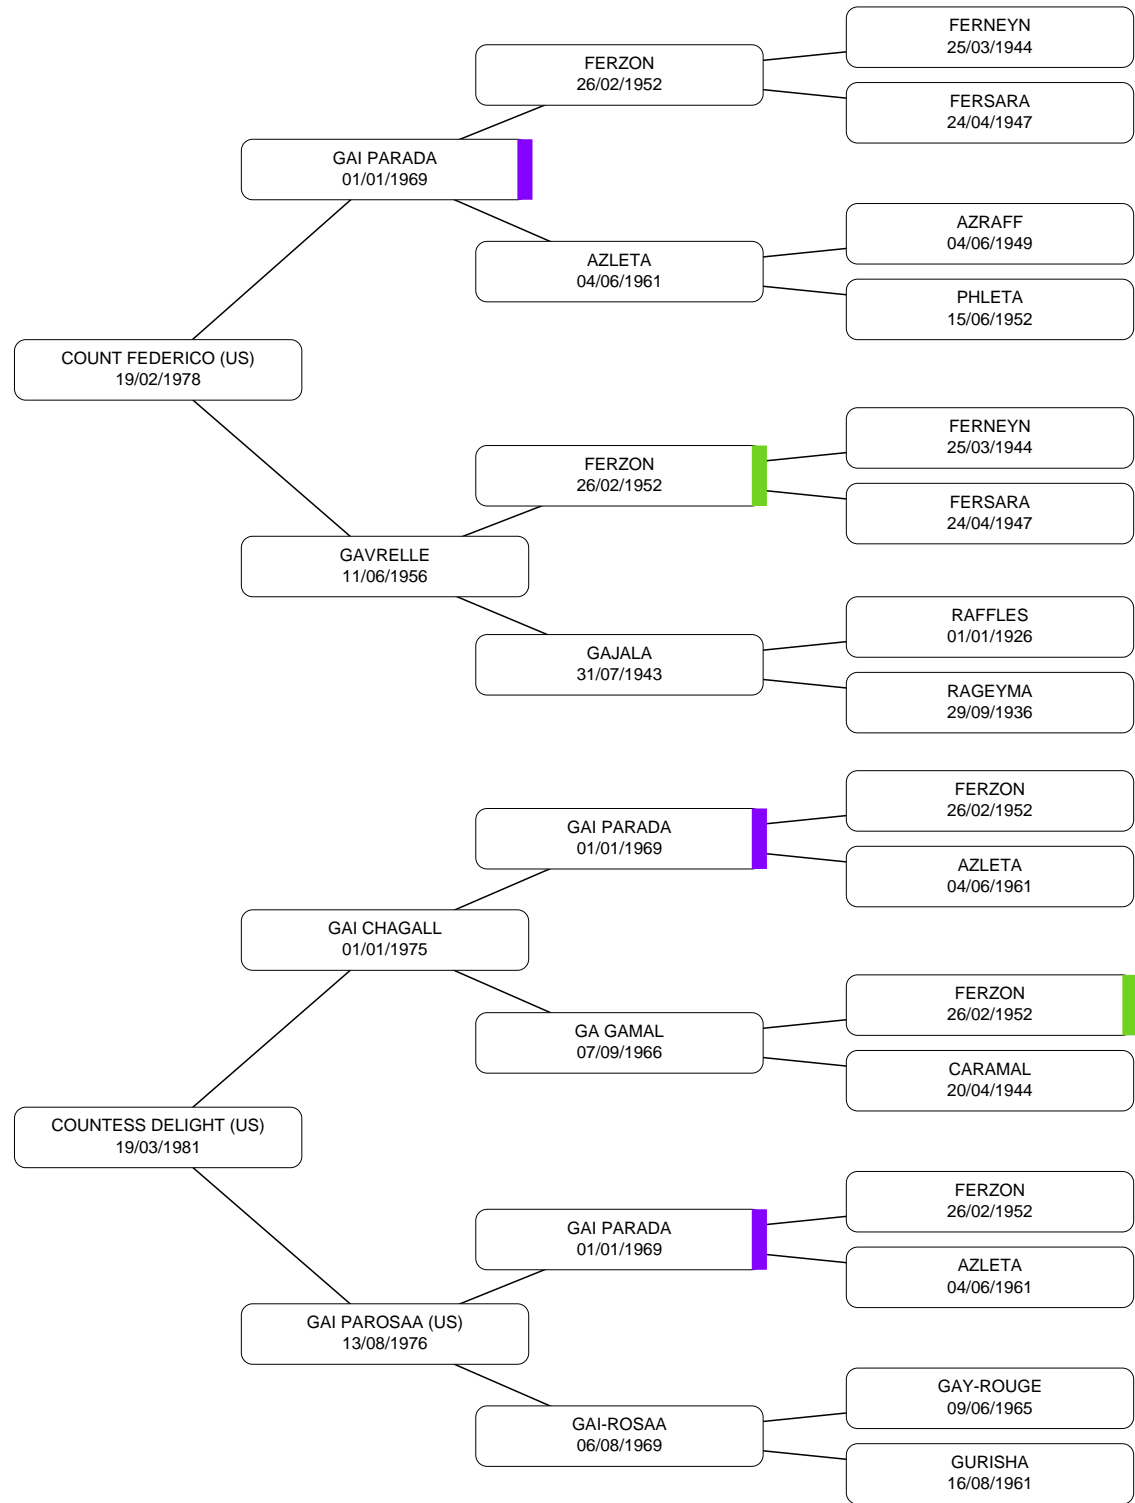 FERNEYN
25/03/1944
FERZON
26/02/1952
FERSARA
24/04/1947
GAI PARADA
01/01/1969
AZRAFF
04/06/1949
AZLETA
04/06/1961
PHLETA
15/06/1952
COUNT FEDERICO (US)
19/02/1978
FERNEYN
25/03/1944
FERZON
26/02/1952
FERSARA
24/04/1947
GAVRELLE
11/06/1956
RAFFLES
01/01/1926
GAJALA
31/07/1943
RAGEYMA
29/09/1936
FERZON
26/02/1952
GAI PARADA
01/01/1969
AZLETA
04/06/1961
GAI CHAGALL
01/01/1975
FERZON
26/02/1952
GA GAMAL
07/09/1966
CARAMAL
20/04/1944
COUNTESS DELIGHT (US)
19/03/1981
FERZON
26/02/1952
GAI PARADA
01/01/1969
AZLETA
04/06/1961
GAI PAROSAA (US)
13/08/1976
GAY-ROUGE
09/06/1965
GAI-ROSAA
06/08/1969
GURISHA
16/08/1961